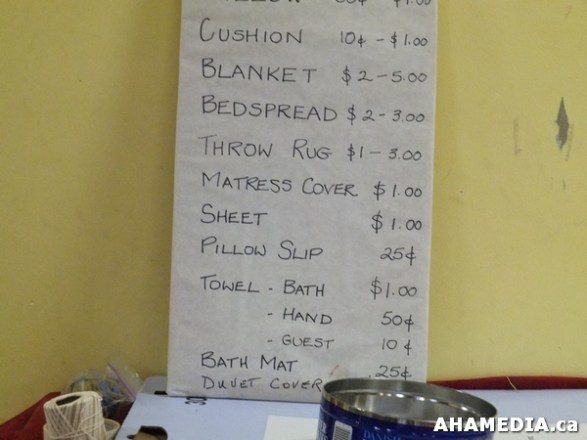 CUSHION 10¢ - $1.00
BLANKET $2 - 5.00
BEDSPREAD $2 - 3.00
THROW RUG $1 - 3.00
MATRESS COVER $1.00
SHEET $1.00
PILLOW SLIP 25¢
TOWEL - BATH $1.00
- HAND 50¢
- GUEST 10¢
BATH MAT 25¢
DUVET COVER
AHAMEDIA.ca